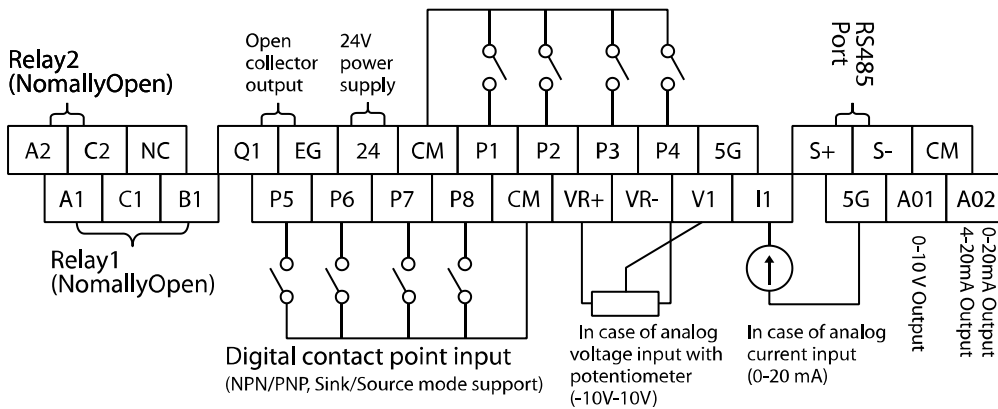 Relay2
(NomallyOpen)
Open
collector
output
24V
power
supply
RS485
Port
A2 C2 NC Q1 EG 24 CM P1 P2 P3 P4 5G S+ S- CM
A1 C1 B1 P5 P6 P7 P8 CM VR+ VR- V1 I1 5G A01 A02
Relay1
(NomallyOpen)
Digital contact point input
(NPN/PNP, Sink/Source mode support)
In case of analog
voltage input with
potentiometer
(-10V-10V)
In case of analog
current input
(0-20 mA)
0-10 V Output
0-20mA Output
4-20mA Output